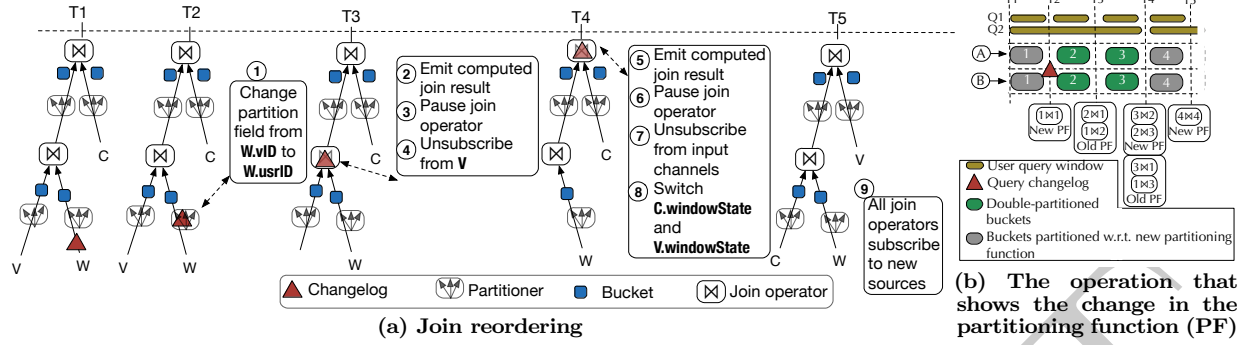 T1
T2
T3
T4
T5
①
Change
partition
field from
W.vID to
W.usrID
② Emit computed
join result
③ Pause join
operator
④ Unsubscribe
from V
⑤ Emit computed
join result
⑥ Pause join
operator
⑦ Unsubscribe
from input
channels
⑧ Switch
C.windowState
and
V.windowState
⑨
All join
operators
subscribe
to new
sources
C
C
C
V
V
W
V
W
W
W
C
W
Changelog
Partitioner
Bucket
Join operator
(a) Join reordering
Q1
Q2
A
1
2
3
4
B
1
2
3
4
1⋈1
New PF
2⋈1
1⋈2
Old PF
3⋈2
2⋈3
New PF
3⋈1
1⋈3
Old PF
4⋈4
New PF
User query window
Query changelog
Double-partitioned
buckets
Buckets partitioned w.r.t. new partitioning
function
(b) The operation that
shows the change in the
partitioning function (PF)